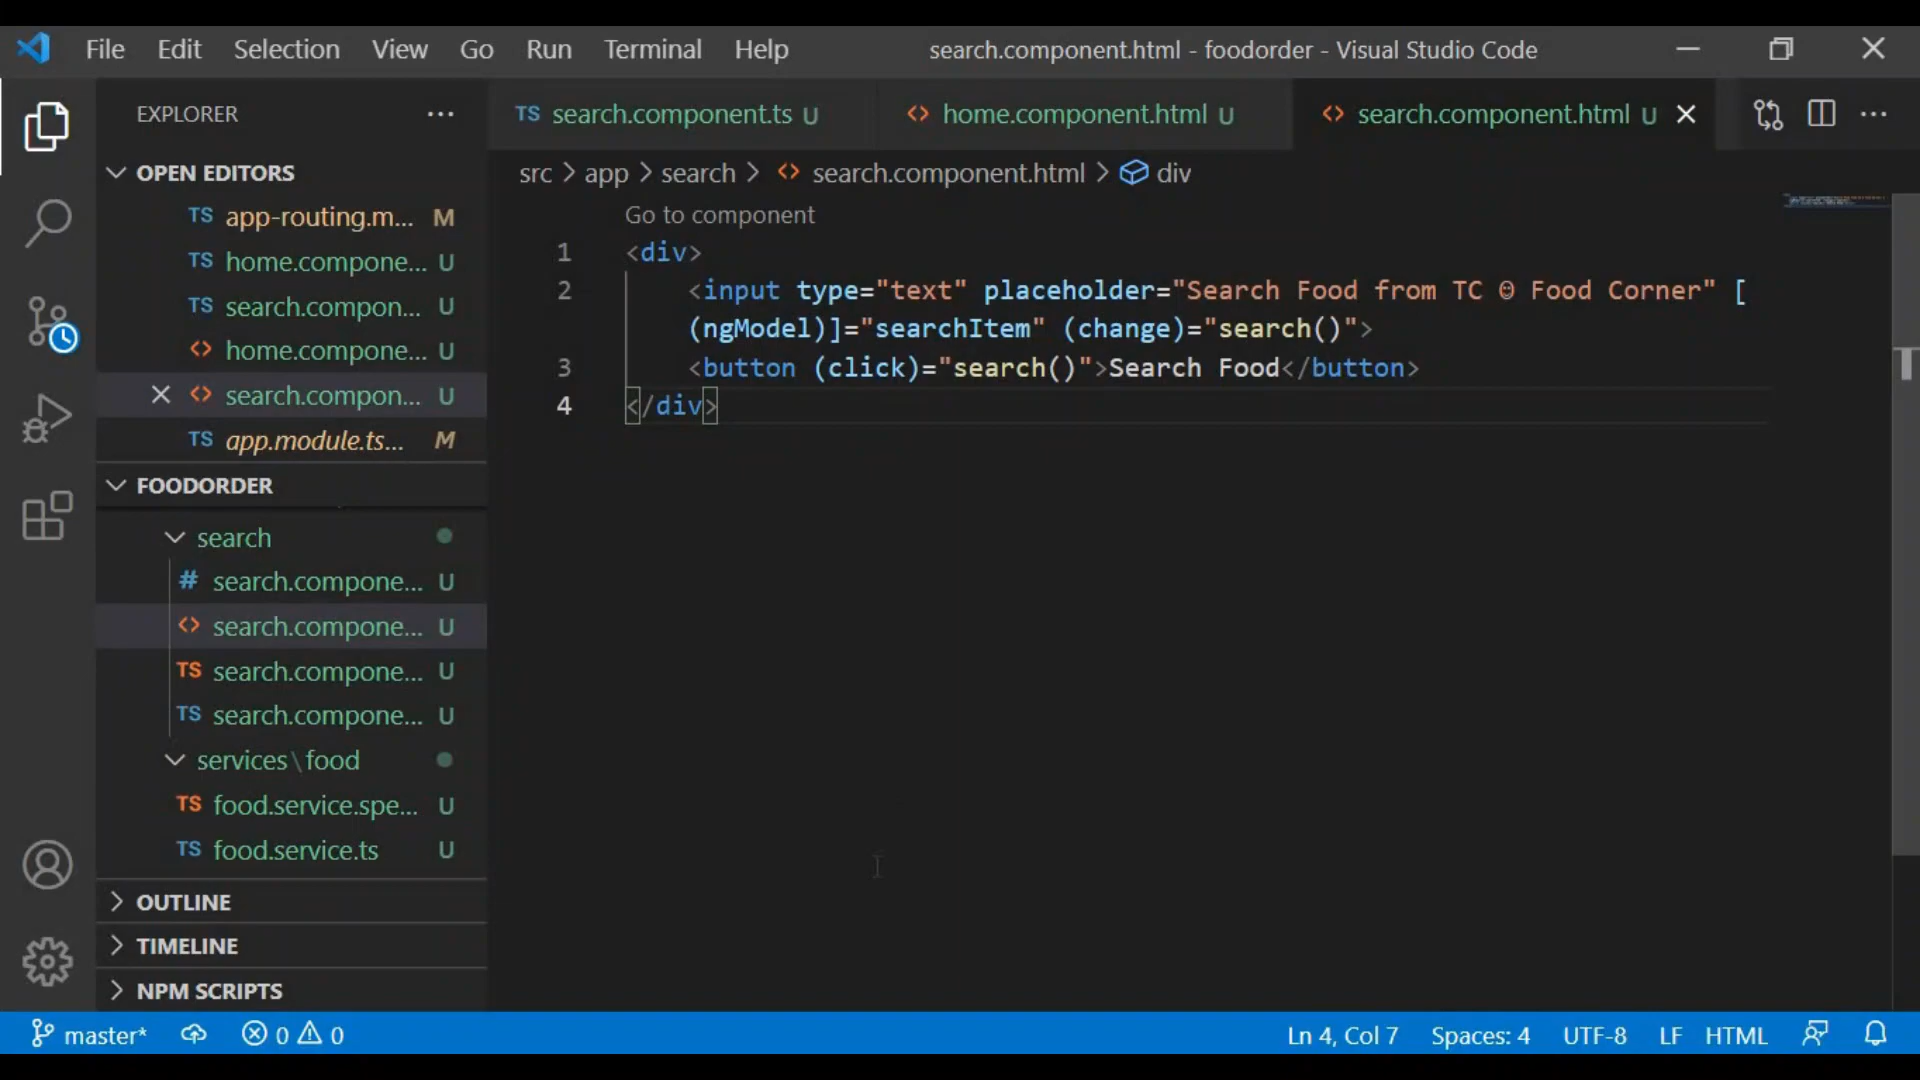 File Edit Selection View Go Run Terminal Help search.component.html - foodorder - Visual Studio Code
EXPLORER
OPEN EDITORS
TS app-routing.m... M
TS home.compone... U
TS search.compon... U
<> home.compone... U
<> search.compon... U
TS app.module.ts... M
FOODORDER
search
# search.compone... U
<> search.compone... U
TS search.compone... U
TS search.compone... U
services\food
TS food.service.spe... U
TS food.service.ts U
OUTLINE
TIMELINE
NPM SCRIPTS
TS search.component.ts U <> home.component.html U <> search.component.html U
src > app > search > <> search.component.html > div
Go to component
1 <div>
2 <input type="text" placeholder="Search Food from TC ☺ Food Corner" [
(ngModel)]="searchItem" (change)="search()">
3 <button (click)="search()">Search Food</button>
4 </div>
master* 0 0 Ln 4, Col 7 Spaces: 4 UTF-8 LF HTML